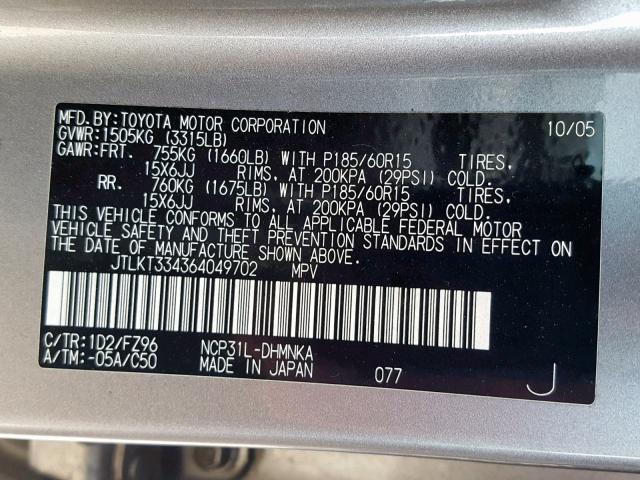 MFD.BY:TOYOTA MOTOR CORPORATION 10/05
GVWR:1505KG (3315LB)
GAWR:FRT. 755KG (1660LB) WITH P185/60R15 TIRES,
15X6JJ RIMS, AT 200KPA (29PSI) COLD.
RR. 760KG (1675LB) WITH P185/60R15 TIRES,
15X6JJ RIMS, AT 200KPA (29PSI) COLD.
THIS VEHICLE CONFORMS TO ALL APPLICABLE FEDERAL MOTOR
VEHICLE SAFETY AND THEFT PREVENTION STANDARDS IN EFFECT ON
THE DATE OF MANUFACTURE SHOWN ABOVE.
JTLKT334364049702 MPV
C/TR:1D2/FZ96 NCP31L-DHMNKA
A/TM:-05A/C50 MADE IN JAPAN 077 J